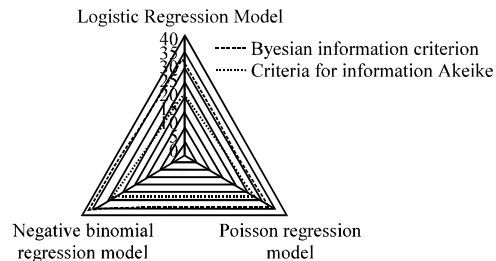 Logistic Regression Model
40
35
30
25
20
15
10
5
0
Byesian information criterion
Criteria for information Akeike
Negative binomial
regression model
Poisson regression
model